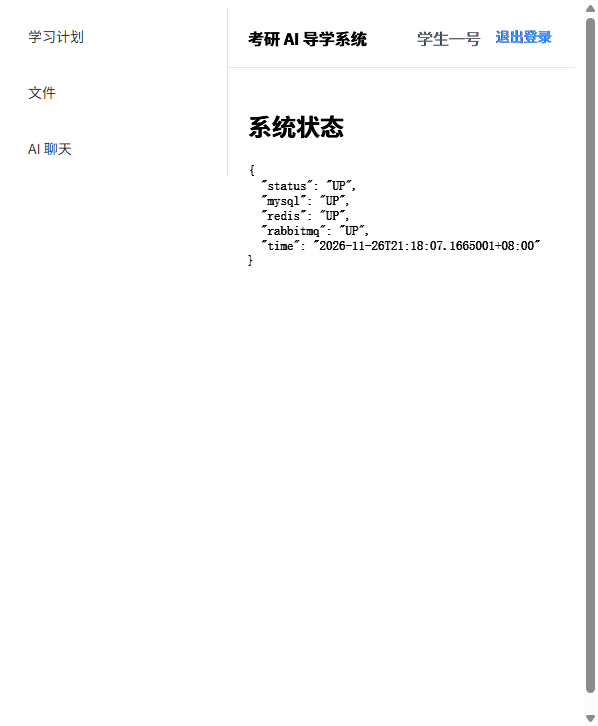 学习计划
文件
AI 聊天
考研 AI 导学系统
学生一号
退出登录
系统状态
{
  "status": "UP",
  "mysql": "UP",
  "redis": "UP",
  "rabbitmq": "UP",
  "time": "2026-11-26T21:18:07.1665001+08:00"
}